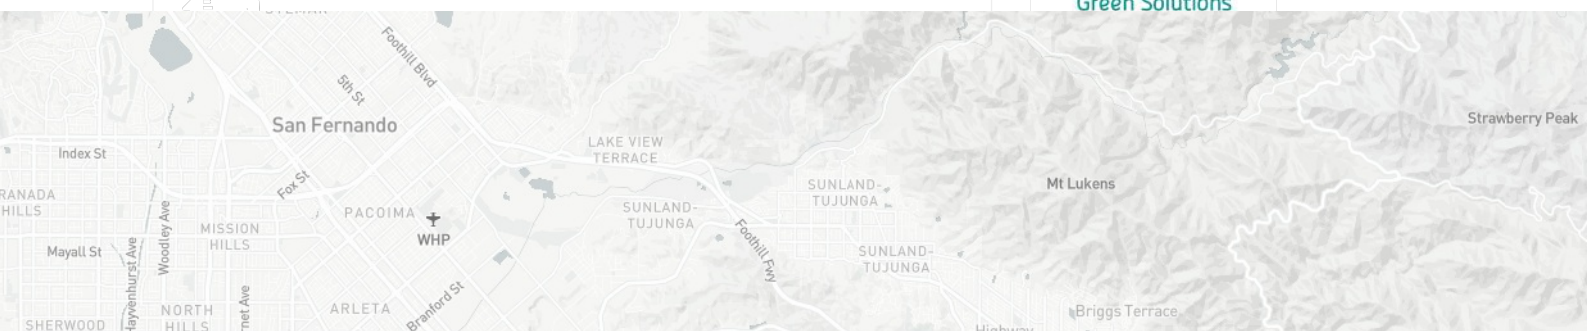 Green Solutions
Foothill Blvd
5th St
San Fernando
Strawberry Peak
LAKE VIEW
TERRACE
Index St
Fox St
Mt Lukens
SUNLAND-
TUJUNGA
HILLS
PACOIMA
SUNLAND-
TUJUNGA
WHP
MISSION
HILLS
Woodley Ave
Mayall St
Hayvenhurst Ave
Foothill Fwy
SUNLAND-
TUJUNGA
Branford St
ARLETA
NORTH
HILLS
Briggs Terrace
SHERWOOD
Highway